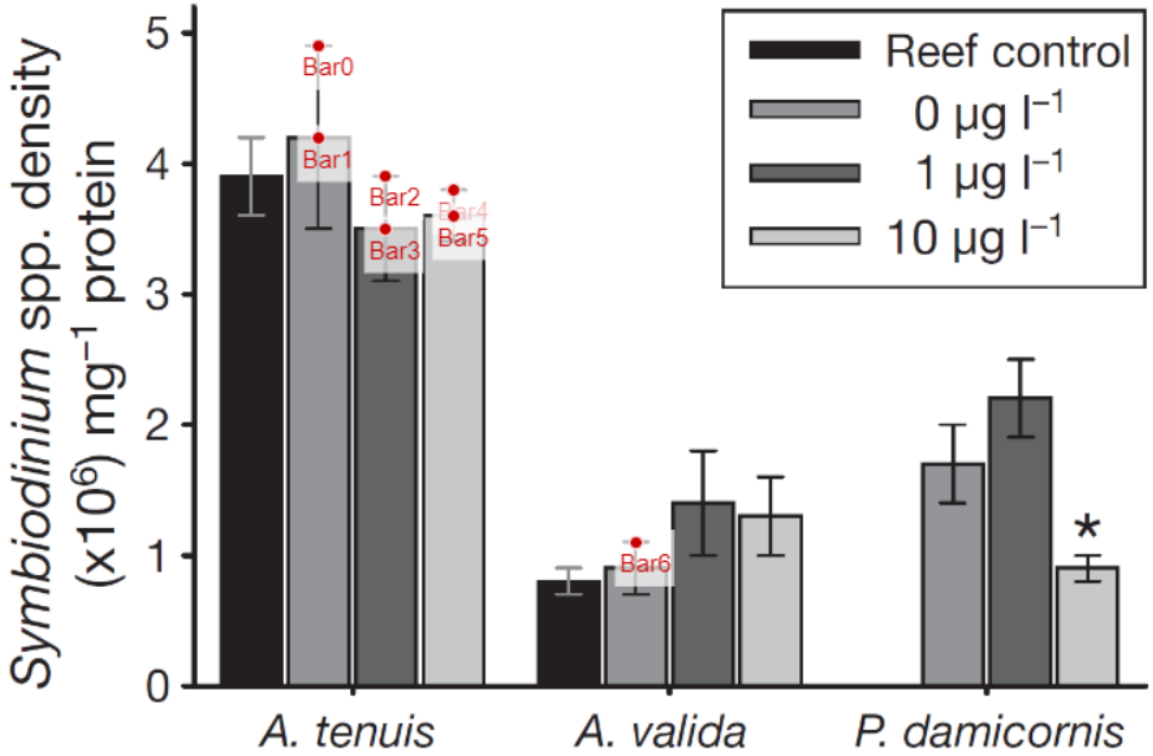 Symbiodinium spp. density
(x10⁶) mg⁻¹ protein
5
4
3
2
1
0
Bar0
Bar1
Bar2
Bar3
Bar4
Bar5
Bar6
*
Reef control
0 µg l⁻¹
1 µg l⁻¹
10 µg l⁻¹
A. tenuis
A. valida
P. damicornis